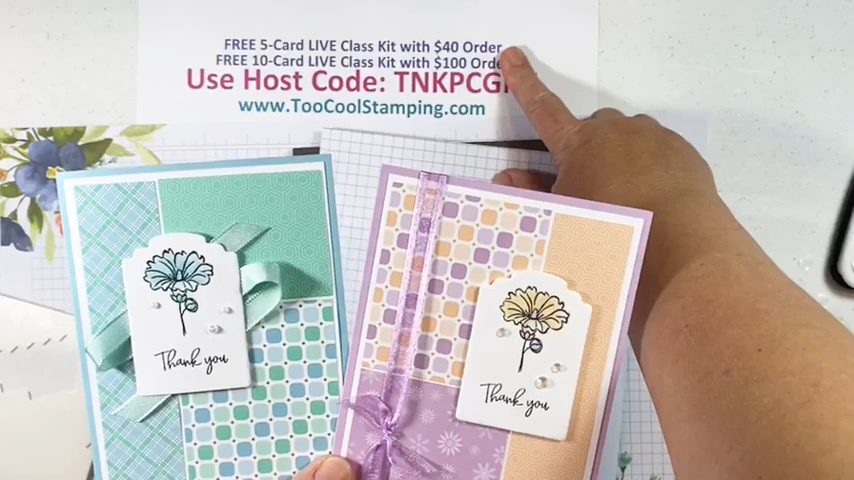 FREE 5-Card LIVE Class Kit with $40 Order
FREE 10-Card LIVE Class Kit with $100
Use Host Code:
www.TooCoolStamping.com
Thank you
Thank you